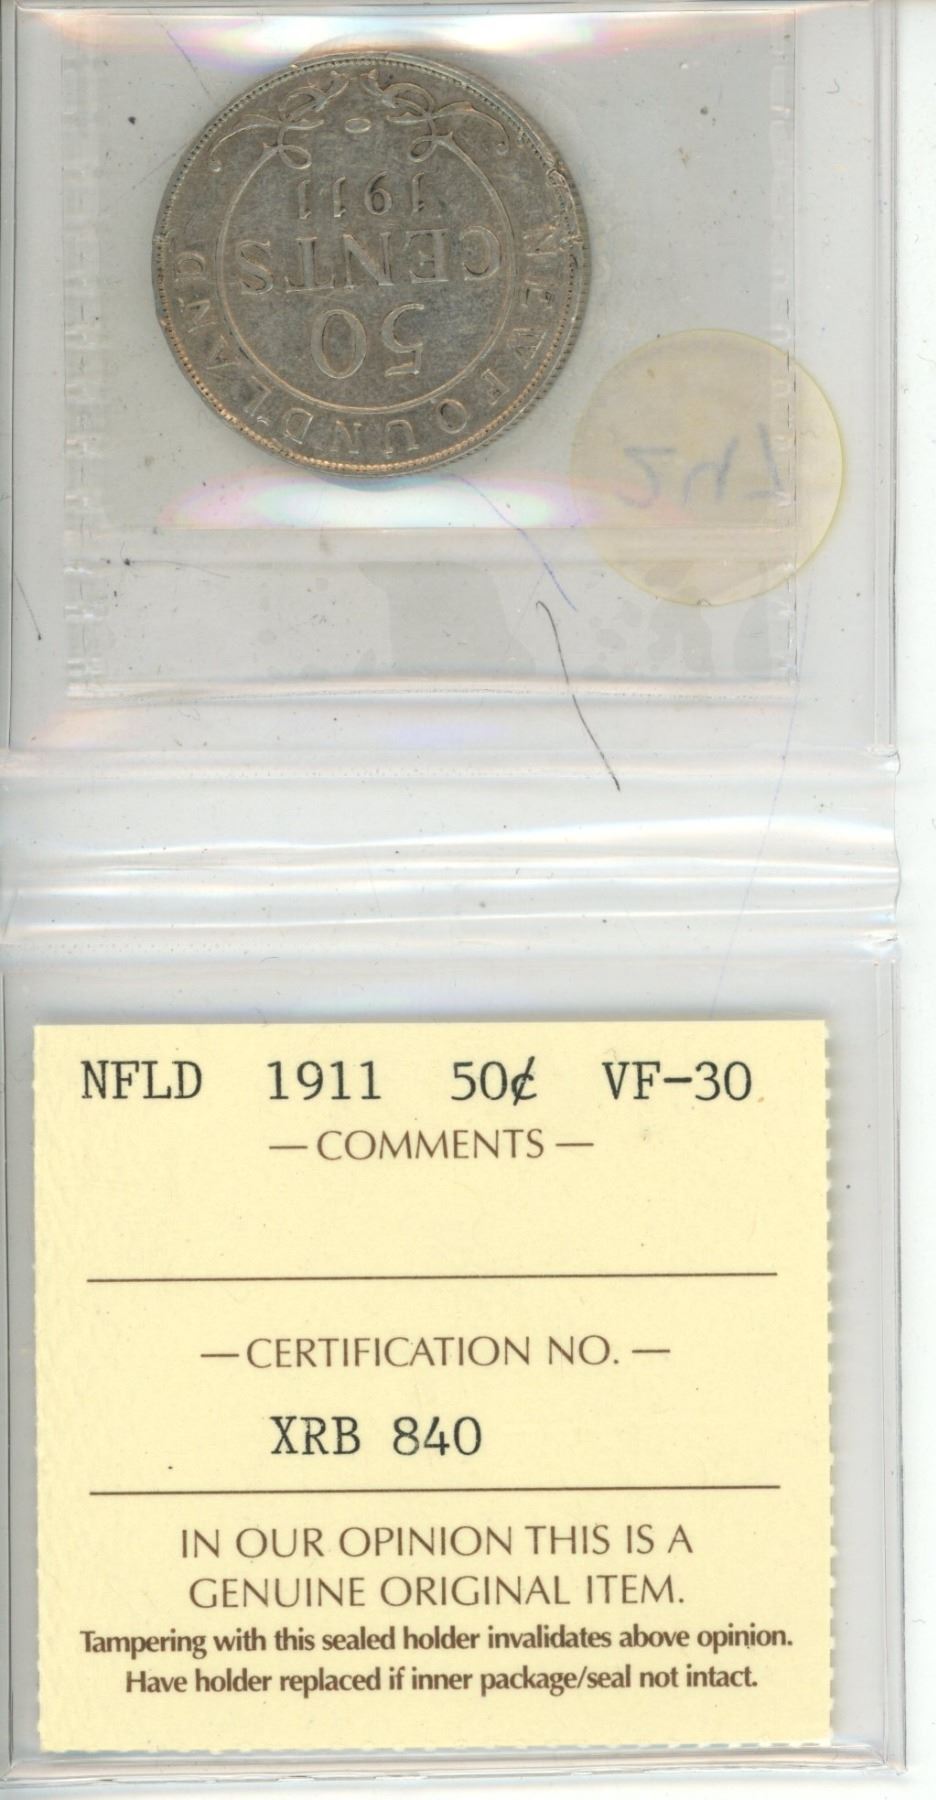 NEWFOUNDLAND
50
CENTS
1911
247
NFLD 1911 50¢ VF-30
— COMMENTS —
— CERTIFICATION NO. —
XRB 840
IN OUR OPINION THIS IS A
GENUINE ORIGINAL ITEM.
Tampering with this sealed holder invalidates above opinion.
Have holder replaced if inner package/seal not intact.